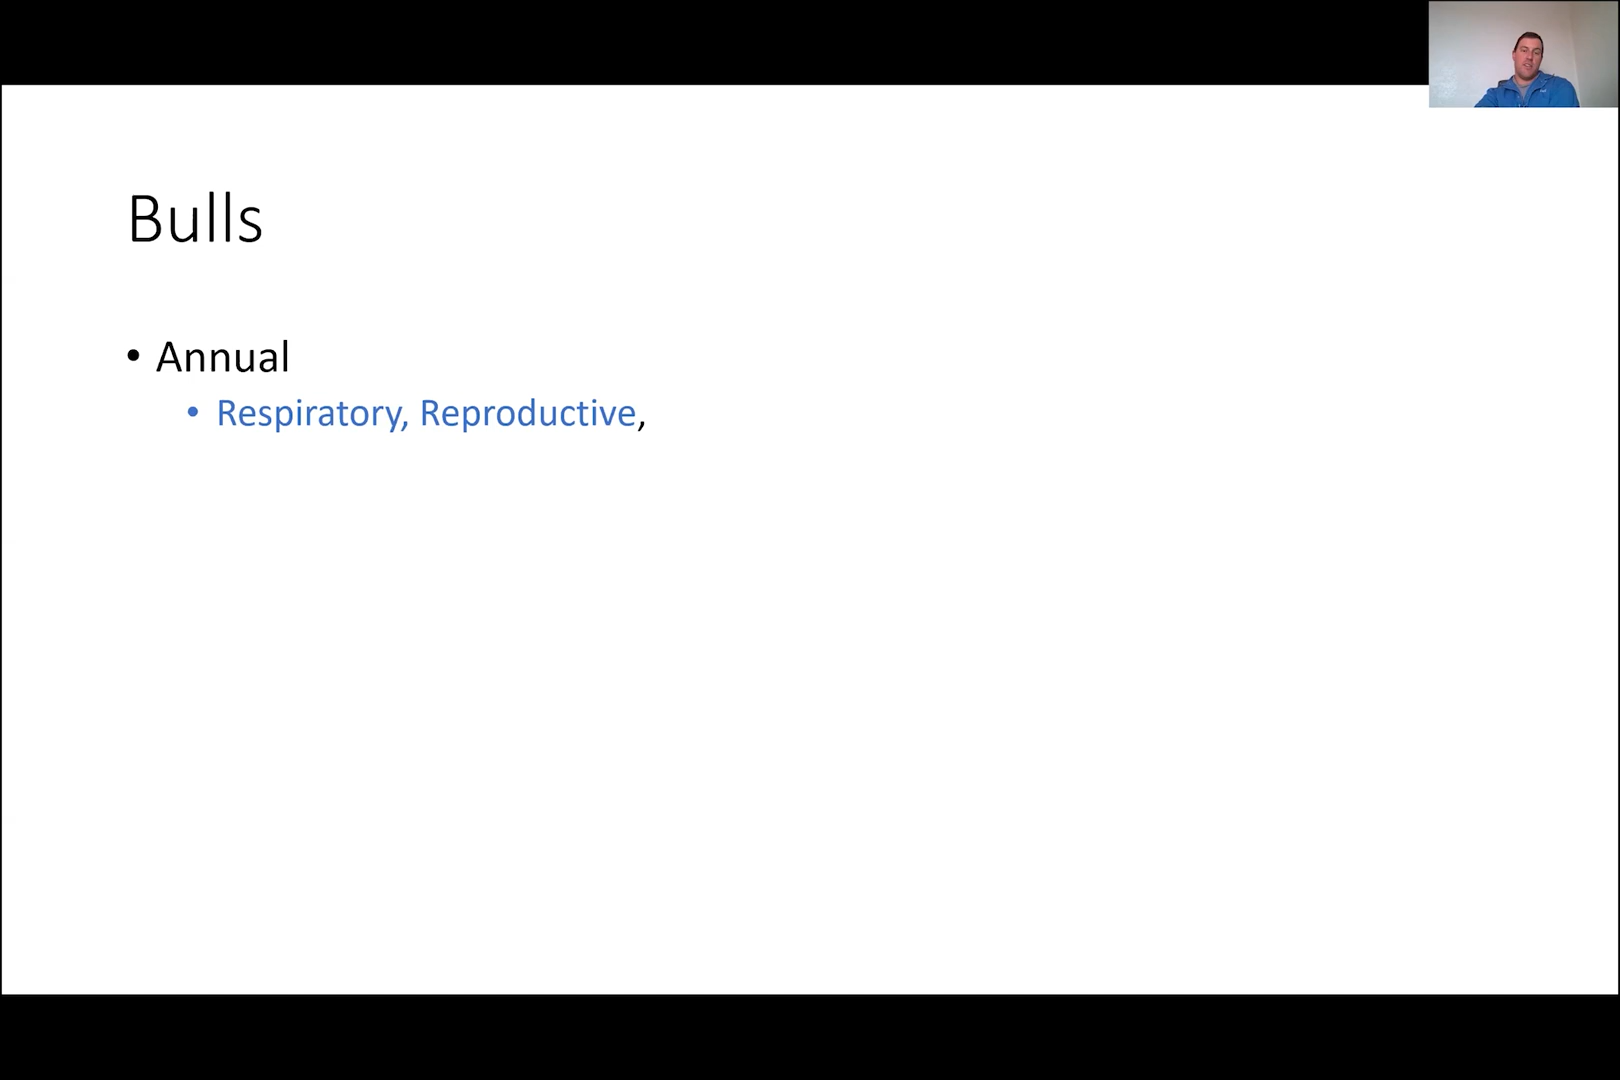 Bulls
• Annual
• Respiratory, Reproductive,